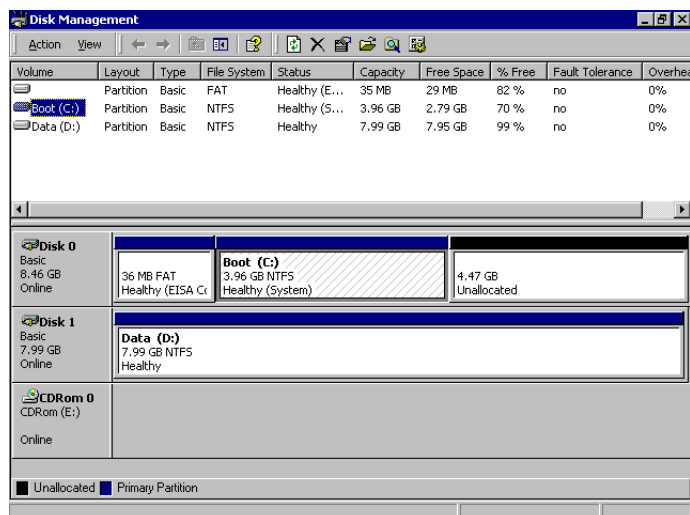 Disk Management
Action View
Volume Layout Type File System Status Capacity Free Space % Free Fault Tolerance Overhea
Partition Basic FAT Healthy (E... 35 MB 29 MB 82 % no 0%
Boot (C:) Partition Basic NTFS Healthy (S... 3.96 GB 2.79 GB 70 % no 0%
Data (D:) Partition Basic NTFS Healthy 7.99 GB 7.95 GB 99 % no 0%
Disk 0
Basic
8.46 GB
Online
36 MB FAT
Healthy (EISA Co
Boot (C:)
3.96 GB NTFS
Healthy (System)
4.47 GB
Unallocated
Disk 1
Basic
7.99 GB
Online
Data (D:)
7.99 GB NTFS
Healthy
CDRom 0
CDRom (E:)
Online
Unallocated Primary Partition